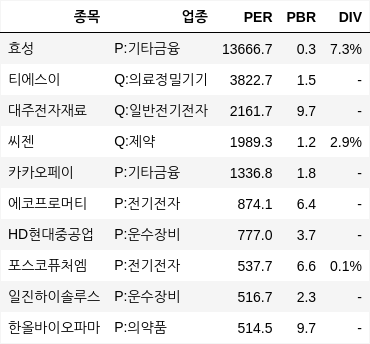 종목 업종 PER PBR DIV
효성 P:기타금융 13666.7 0.3 7.3%
티에스이 Q:의료정밀기기 3822.7 1.5 -
대주전자재료 Q:일반전기전자 2161.7 9.7 -
씨젠 Q:제약 1989.3 1.2 2.9%
카카오페이 P:기타금융 1336.8 1.8 -
에코프로머티 P:전기전자 874.1 6.4 -
HD현대중공업 P:운수장비 777.0 3.7 -
포스코퓨처엠 P:전기전자 537.7 6.6 0.1%
일진하이솔루스 P:운수장비 516.7 2.3 -
한올바이오파마 P:의약품 514.5 9.7 -